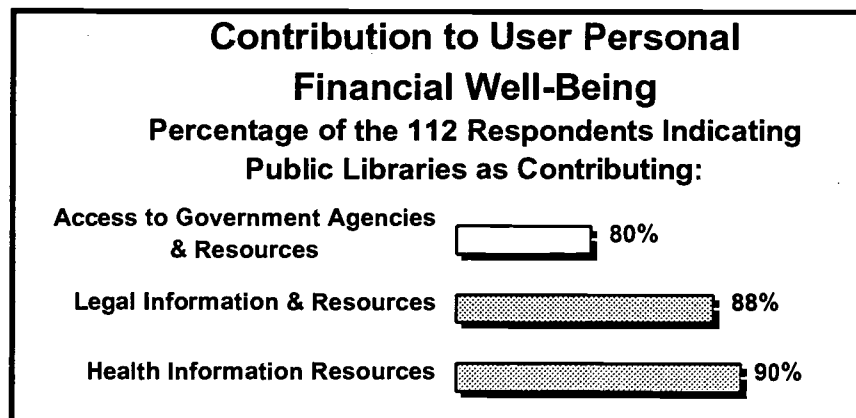 Contribution to User Personal
Financial Well-Being
Percentage of the 112 Respondents Indicating
Public Libraries as Contributing:
Access to Government Agencies
& Resources
80%
Legal Information & Resources
88%
Health Information Resources
90%